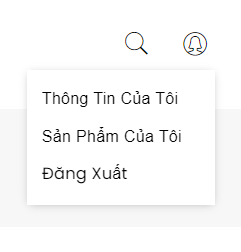 Thông Tin Của Tôi
Sản Phẩm Của Tôi
Đăng Xuất